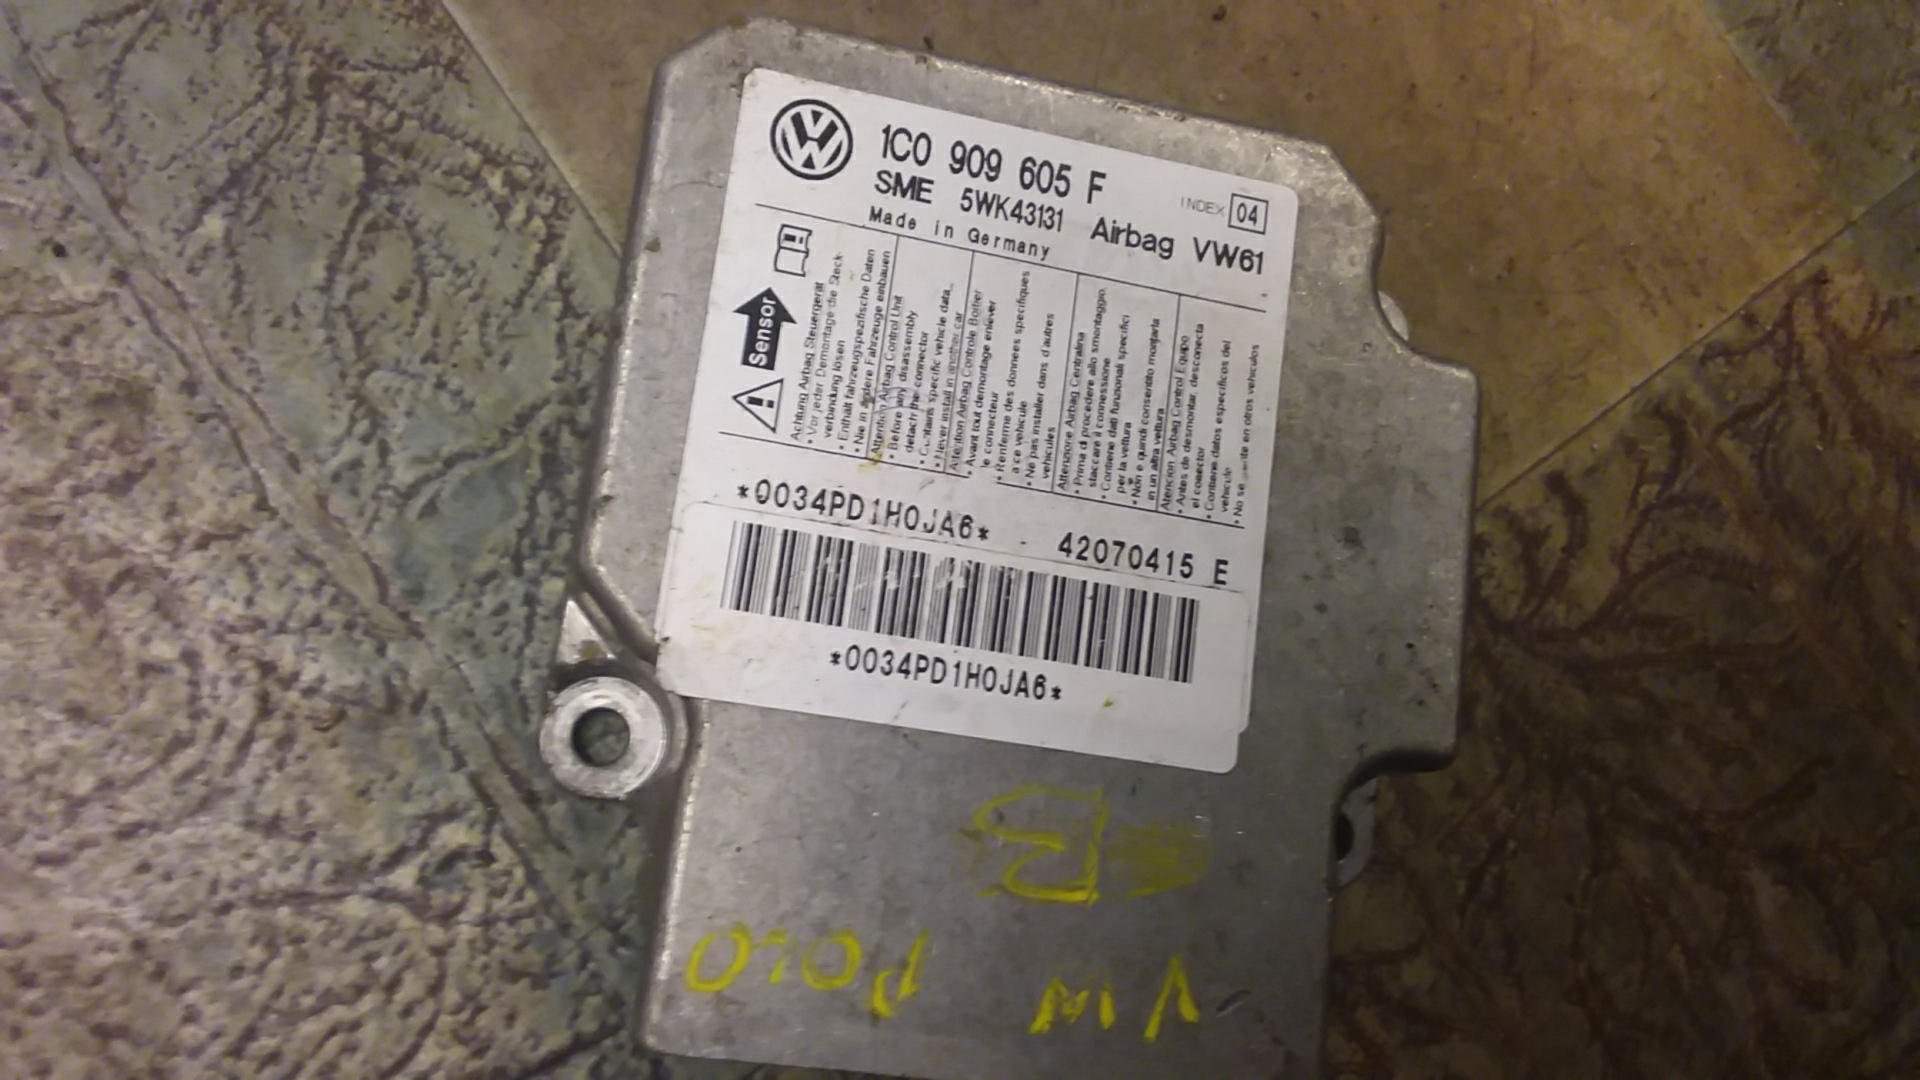 1C0 909 605 F
INDEX 04
SME 5WK43131 Airbag VW61
Made in Germany
Sensor
Achtung Airbag Steuergerät
• Vor jeder Demontage die Steck-
verbindung lösen
• Enthält fahrzeugspezifische Daten
• Nie in andere Fahrzeuge einbauen
Attention Airbag Control Unit
• Before any disassembly
detach the connector
• Contains specific vehicle data
• Never install in another car
Attention Airbag Controle Boitier
• Avant tout demontage enlever
le connecteur
• Renferme des donnees specifiques
a ce vehicule
• Ne pas installer dans d'autres
vehicules
Attenzione Airbag Centralina
• Prima di procedere allo smontaggio,
staccare il connessione
• Contiene dati funzionali specifici
per la vettura
• Non e quindi consentito montarla
in un altra vettura
Atencion Airbag Control Equipo
• Antes de desmontar, desconecta
el conector
• Contiene datos especificos del
vehiculo
• No se en otros vehiculos
*0034PD1H0JA6* 42070415 E
*0034PD1H0JA6*
VW POLO